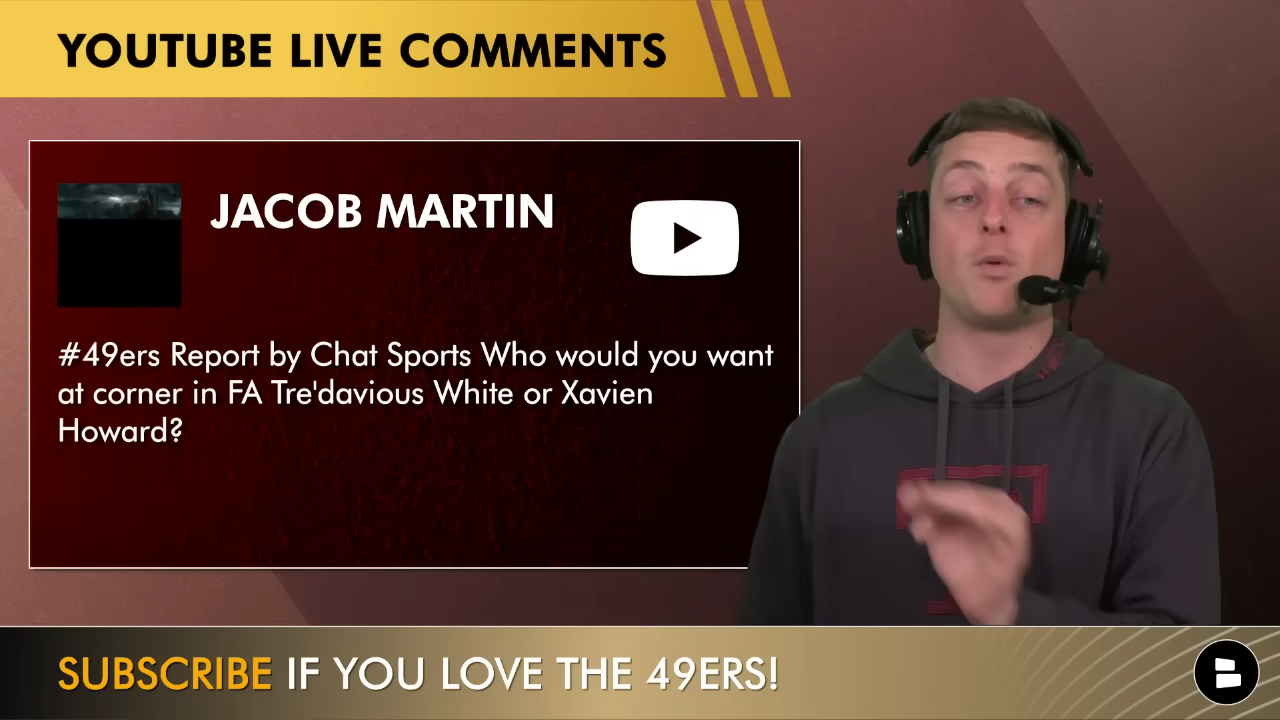 YOUTUBE LIVE COMMENTS
JACOB MARTIN
#49ers Report by Chat Sports Who would you want
at corner in FA Tre'davious White or Xavien
Howard?
SUBSCRIBE IF YOU LOVE THE 49ERS!